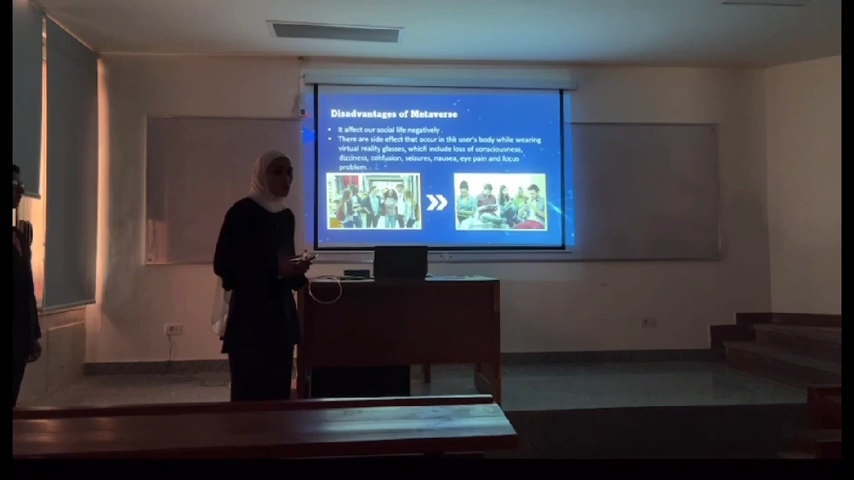 Disadvantages of Metaverse
• It affect our social life negatively .
• There are side effect that occur in the user's body while wearing
virtual reality glasses, which include loss of consciousness,
dizziness, confusion, seizures, nausea, eye pain and focus
problem.